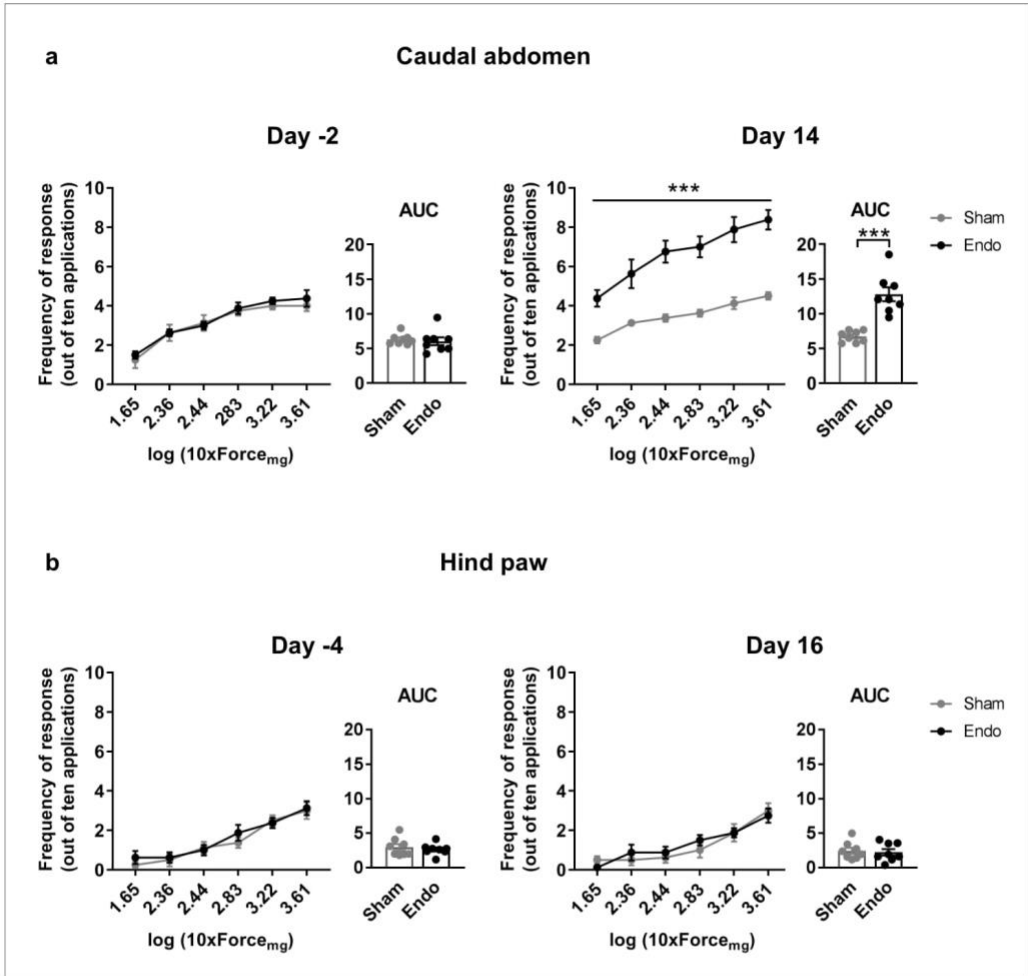 a
Caudal abdomen
Day -2
Frequency of response
(out of ten applications)
10
8
6
4
2
0
1.65
2.36
2.44
283
3.22
3.61
log (10xForcemg)
AUC
20
15
10
5
0
Sham
Endo
Day 14
Frequency of response
(out of ten applications)
10
8
6
4
2
0
***
1.65
2.36
2.44
2.83
3.22
3.61
log (10xForcemg)
AUC
***
20
15
10
5
0
Sham
Endo
Sham
Endo
b
Hind paw
Day -4
Frequency of response
(out of ten applications)
10
8
6
4
2
0
1.65
2.36
2.44
2.83
3.22
3.61
log (10xForcemg)
AUC
20
15
10
5
0
Sham
Endo
Day 16
Frequency of response
(out of ten applications)
10
8
6
4
2
0
1.65
2.36
2.44
2.83
3.22
3.61
log (10xForcemg)
AUC
20
15
10
5
0
Sham
Endo
Sham
Endo